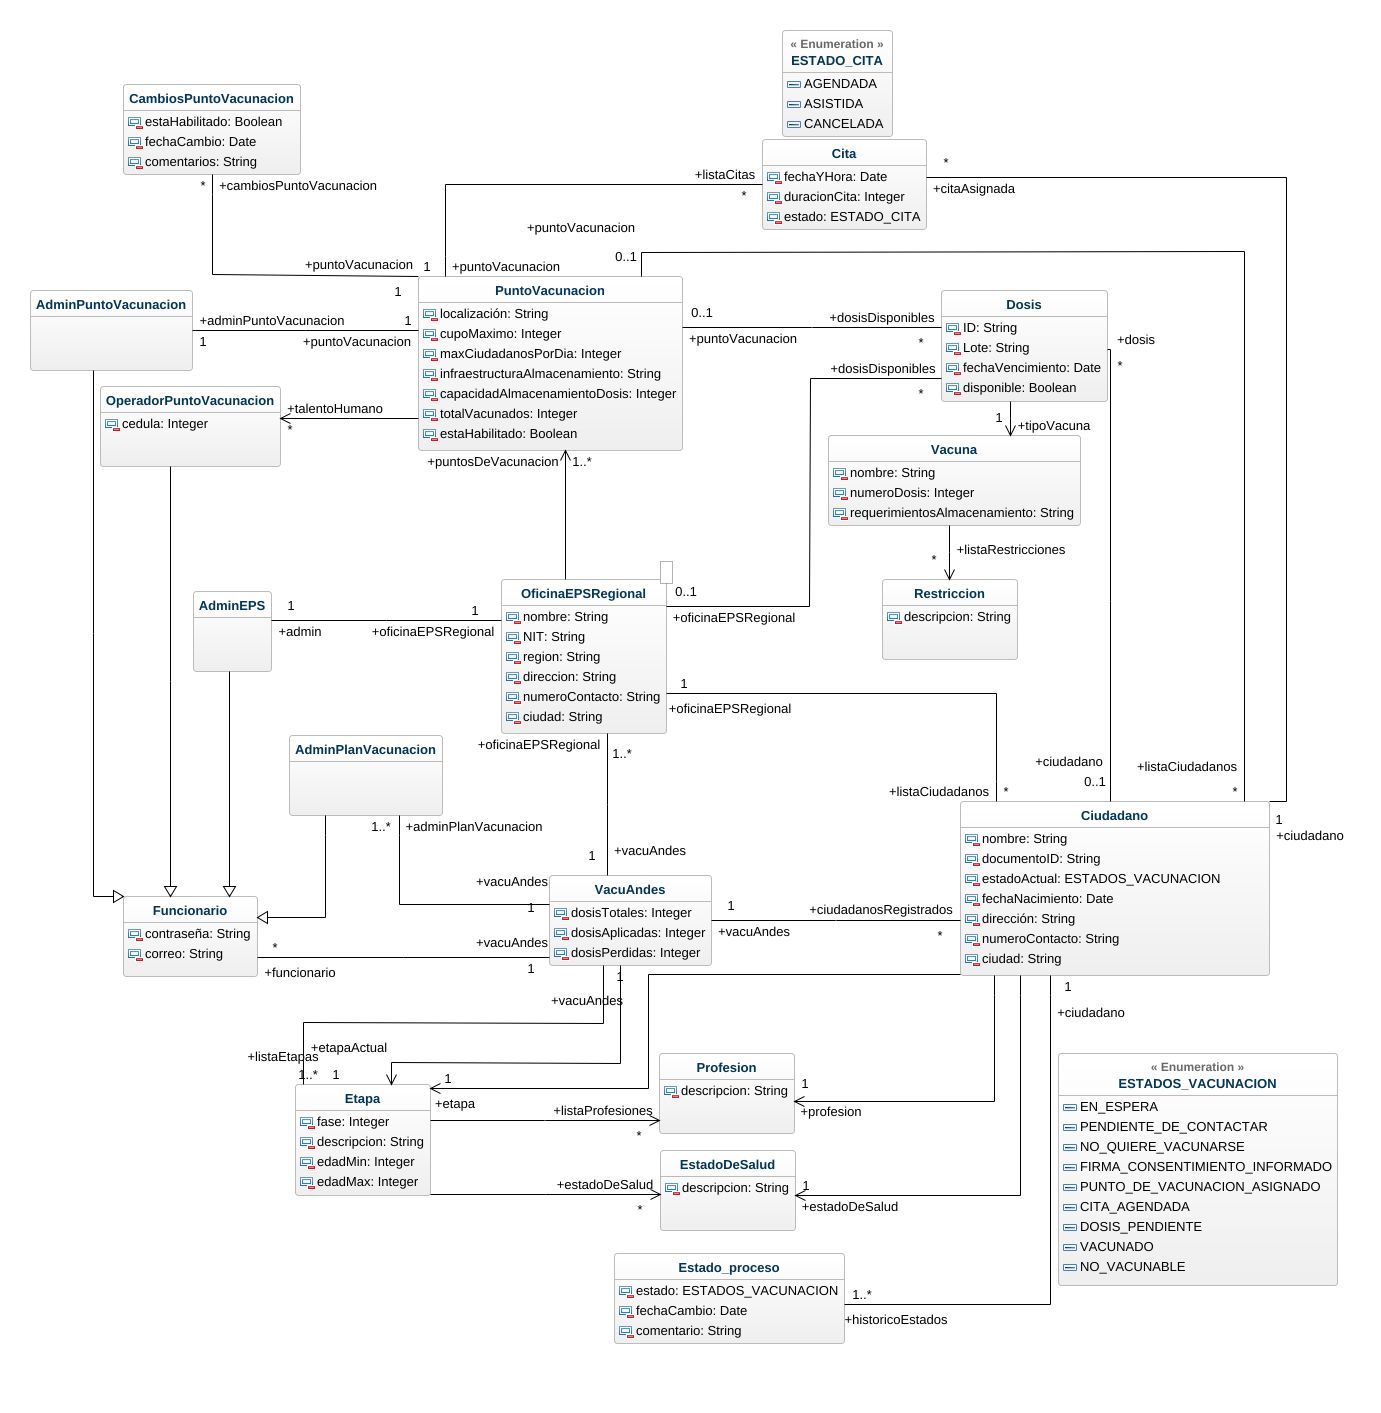 « Enumeration »
ESTADO_CITA
AGENDADA
ASISTIDA
CANCELADA
CambiosPuntoVacunacion
estaHabilitado: Boolean
fechaCambio: Date
comentarios: String
* +cambiosPuntoVacunacion
Cita
fechaYHora: Date
duracionCita: Integer
estado: ESTADO_CITA
+listaCitas
*
*
+citaAsignada
+puntoVacunacion
0..1
+puntoVacunacion
1
1 +puntoVacunacion
PuntoVacunacion
localización: String
cupoMaximo: Integer
maxCiudadanosPorDia: Integer
infraestructuraAlmacenamiento: String
capacidadAlmacenamientoDosis: Integer
totalVacunados: Integer
estaHabilitado: Boolean
AdminPuntoVacunacion
+adminPuntoVacunacion
1
1
+puntoVacunacion
OperadorPuntoVacunacion
cedula: Integer
+talentoHumano
*
0..1
+puntoVacunacion
+dosisDisponibles
*
Dosis
ID: String
Lote: String
fechaVencimiento: Date
disponible: Boolean
+dosis
*
+dosisDisponibles
*
1
+tipoVacuna
Vacuna
nombre: String
numeroDosis: Integer
requerimientosAlmacenamiento: String
+puntosDeVacunacion
1..*
*
+listaRestricciones
Restriccion
descripcion: String
AdminEPS
1
+admin
1
+oficinaEPSRegional
OficinaEPSRegional
nombre: String
NIT: String
region: String
direccion: String
numeroContacto: String
ciudad: String
0..1
+oficinaEPSRegional
1
+oficinaEPSRegional
+oficinaEPSRegional
1..*
AdminPlanVacunacion
1..*
+adminPlanVacunacion
+ciudadano
0..1
+listaCiudadanos
*
+listaCiudadanos
*
1
+ciudadano
Ciudadano
nombre: String
documentoID: String
estadoActual: ESTADOS_VACUNACION
fechaNacimiento: Date
dirección: String
numeroContacto: String
ciudad: String
1
+vacuAndes
+vacuAndes
1
VacuAndes
dosisTotales: Integer
dosisAplicadas: Integer
dosisPerdidas: Integer
1
+vacuAndes
+ciudadanosRegistrados
*
Funcionario
contraseña: String
correo: String
*
+funcionario
+vacuAndes
1
1
+vacuAndes
+etapaActual
+listaEtapas
1..*
1
1
+etapa
Etapa
fase: Integer
descripcion: String
edadMin: Integer
edadMax: Integer
+listaProfesiones
*
+estadoDeSalud
*
Profesion
descripcion: String
1
+profesion
EstadoDeSalud
descripcion: String
1
+estadoDeSalud
1
+ciudadano
« Enumeration »
ESTADOS_VACUNACION
EN_ESPERA
PENDIENTE_DE_CONTACTAR
NO_QUIERE_VACUNARSE
FIRMA_CONSENTIMIENTO_INFORMADO
PUNTO_DE_VACUNACION_ASIGNADO
CITA_AGENDADA
DOSIS_PENDIENTE
VACUNADO
NO_VACUNABLE
Estado_proceso
estado: ESTADOS_VACUNACION
fechaCambio: Date
comentario: String
1..*
+historicoEstados